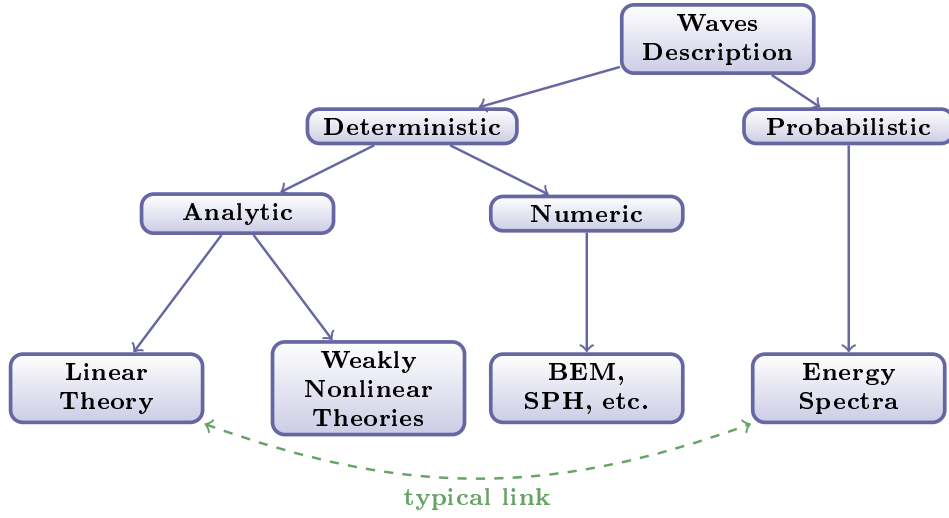 Waves
Description
Deterministic
Probabilistic
Analytic
Numeric
Linear
Theory
Weakly
Nonlinear
Theories
BEM,
SPH, etc.
Energy
Spectra
typical link